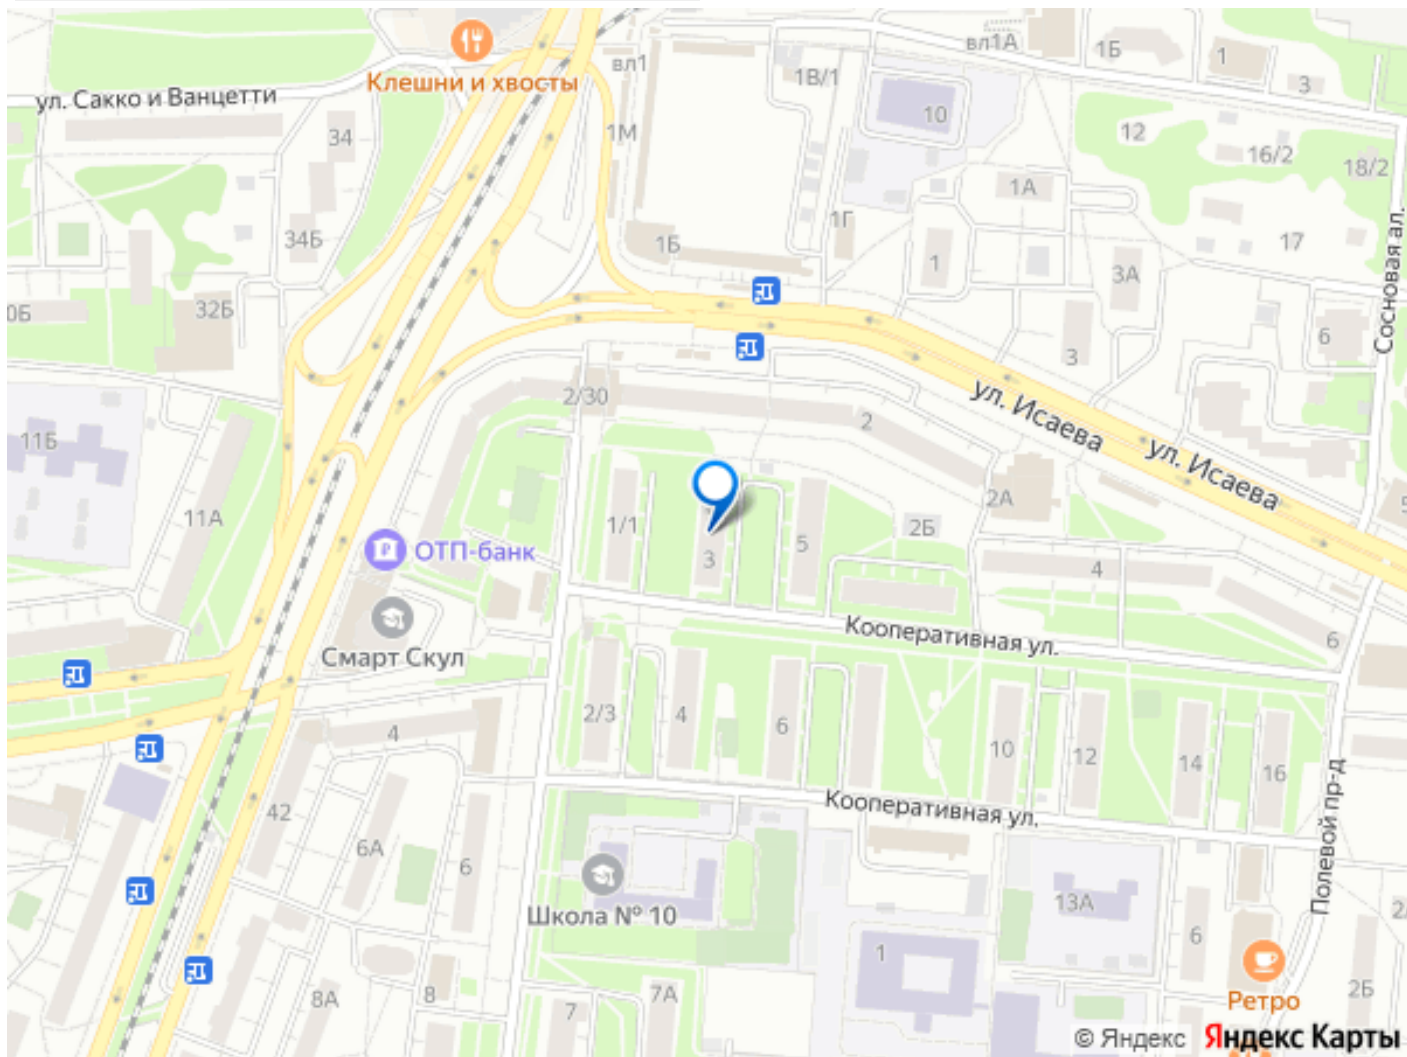 вл1А
1Б
1
вл1
Клешни и хвосты
1В/1
3
ул. Сакко и Ванцетти
10
34
1М
12
16/2
18/2
1А
1Г
34Б
1Б
17
Сосновая ал.
1
3А
0Б
32Б
6
3
2/30
ул. Исаева
2
11Б
ул. Исаева
2А
11А
1/1
2Б
5
ОТП-банк
3
4
Кооперативная ул.
6
Смарт Скул
2/3
4
6
4
10
12
14
16
42
Кооперативная ул.
Полевой пр-д
6А
6
Школа № 10
13А
6
1
8А
8
7
7А
2Б
Ретро
© Яндекс Яндекс Карты